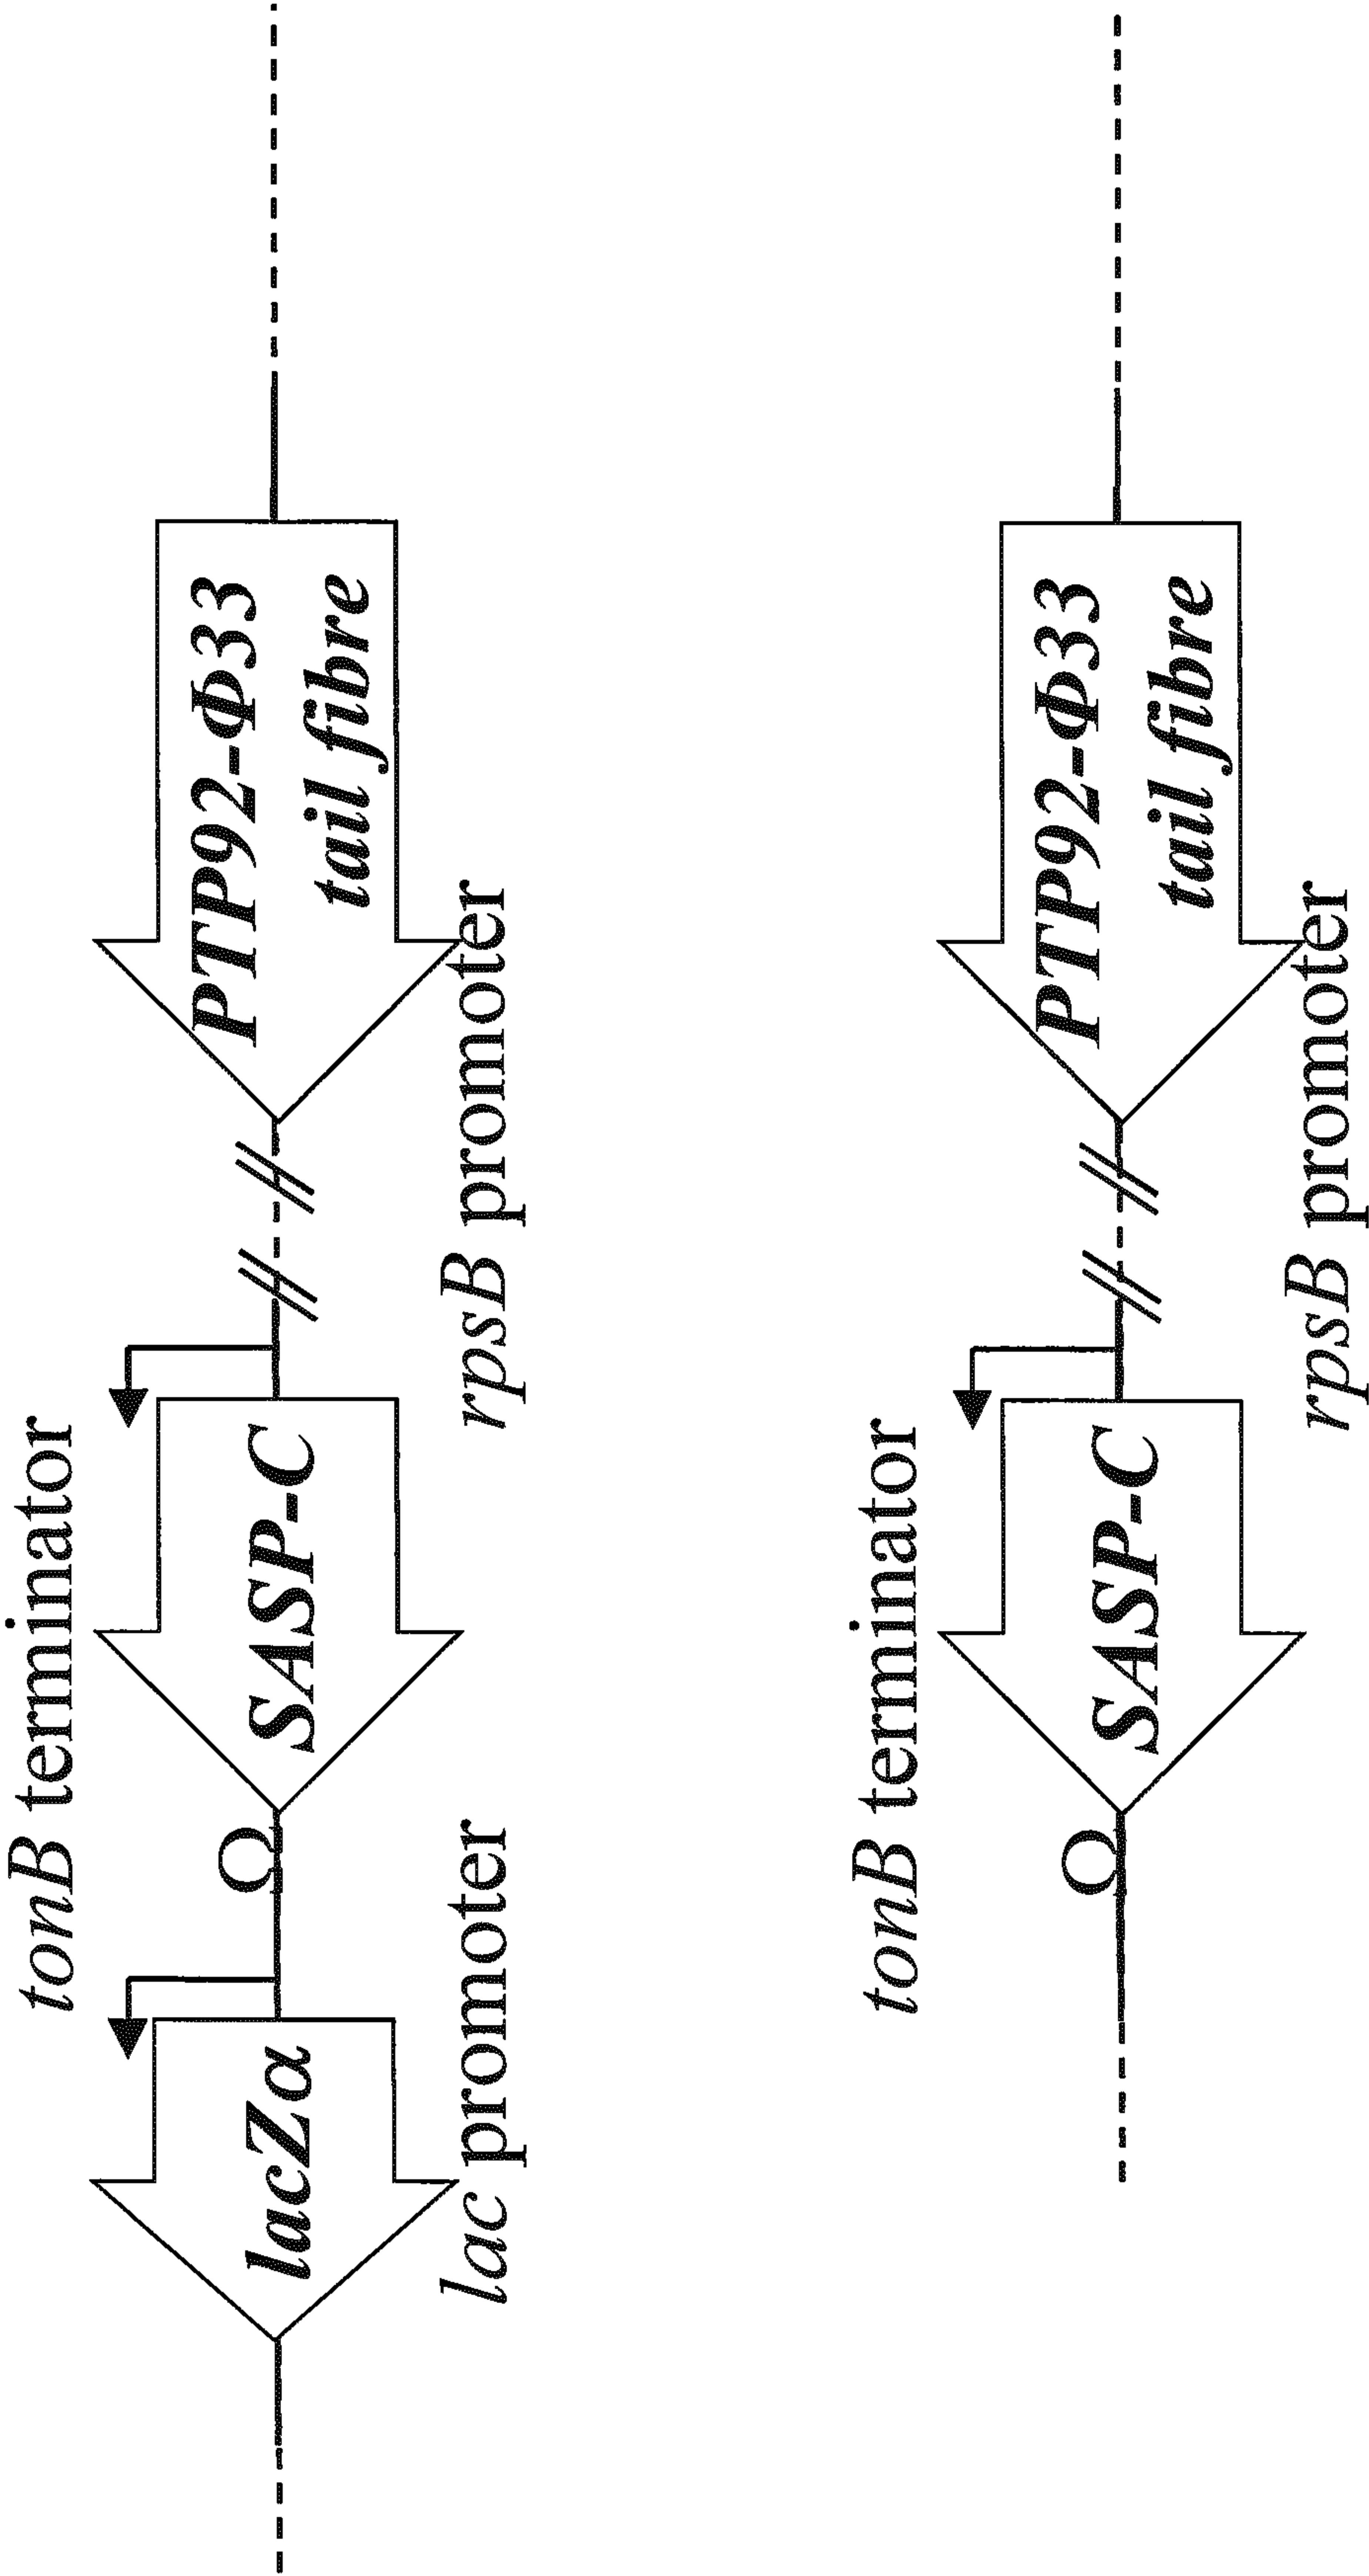 tonB terminator
lacZα
Ω
SASP-C
PTP92-Φ33
tail fibre
lac promoter
rpsB promoter
tonB terminator
Ω
SASP-C
PTP92-Φ33
tail fibre
rpsB promoter